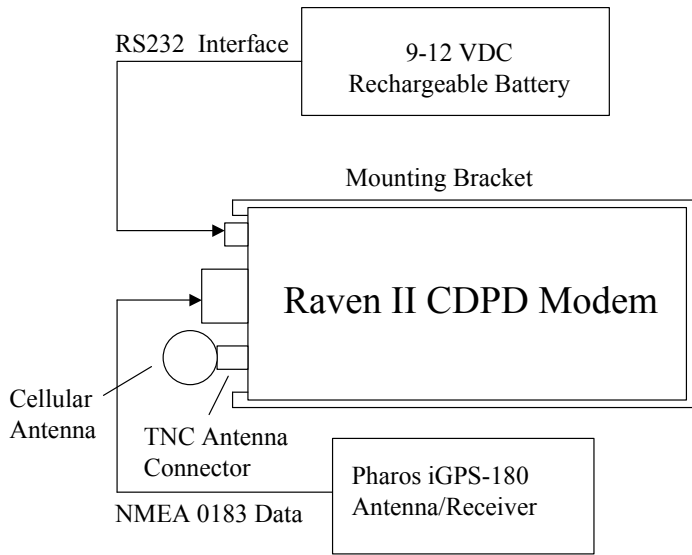 RS232 Interface
9-12 VDC
Rechargeable Battery
Mounting Bracket
Raven II CDPD Modem
Cellular
Antenna
TNC Antenna
Connector
Pharos iGPS-180
Antenna/Receiver
NMEA 0183 Data